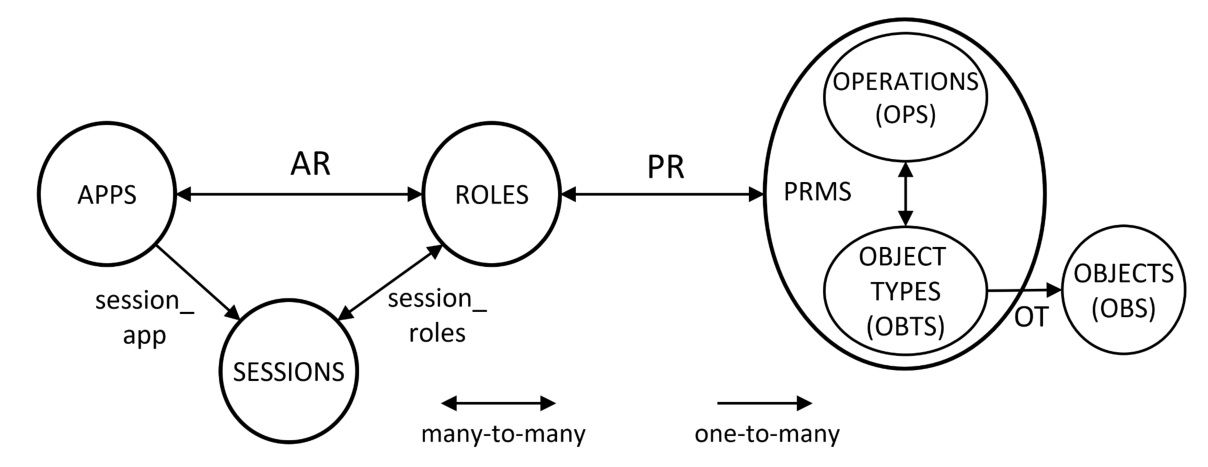 OPERATIONS
(OPS)
AR
PR
APPS
ROLES
PRMS
OBJECT
TYPES
(OBTS)
OBJECTS
(OBS)
OT
session_
app
session_
roles
SESSIONS
many-to-many
one-to-many